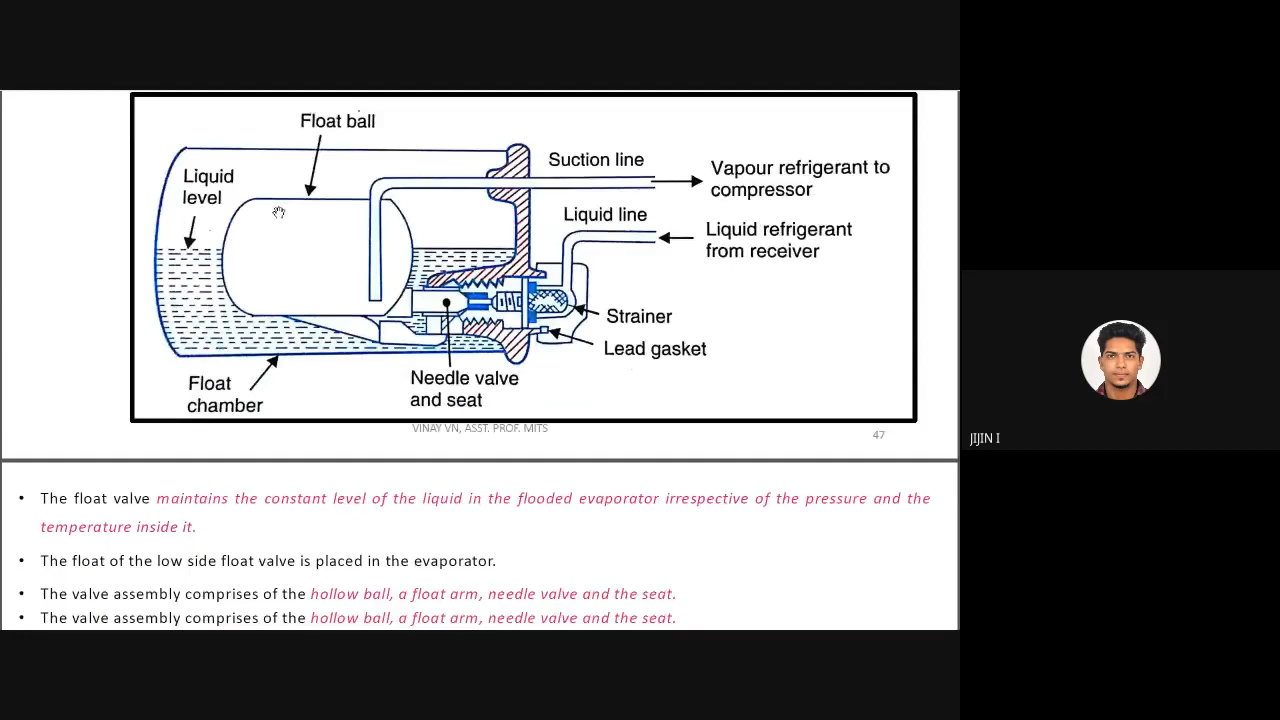 Float ball
Suction line
Vapour refrigerant to
compressor
Liquid
level
Liquid line
Liquid refrigerant
from receiver
Strainer
Lead gasket
Needle valve
and seat
Float
chamber
VINAY VN, ASST. PROF. MITS
47
JIJIN I
• The float valve maintains the constant level of the liquid in the flooded evaporator irrespective of the pressure and the
temperature inside it.
• The float of the low side float valve is placed in the evaporator.
• The valve assembly comprises of the hollow ball, a float arm, needle valve and the seat.
• The valve assembly comprises of the hollow ball, a float arm, needle valve and the seat.